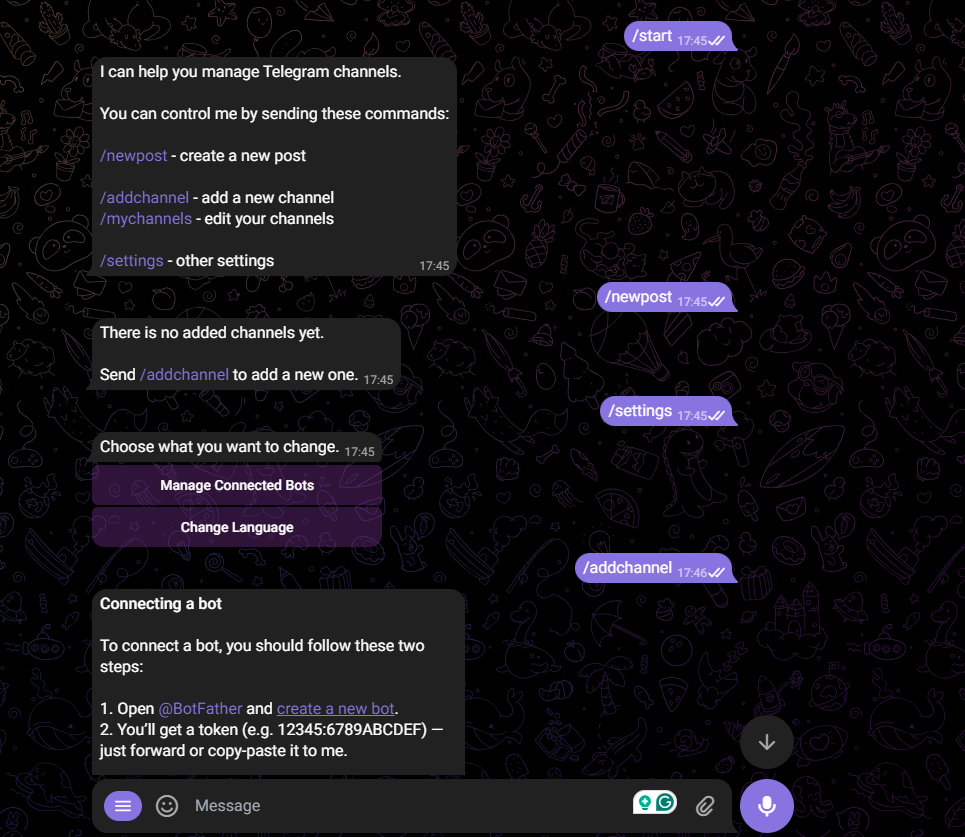 /start 17:45
I can help you manage Telegram channels.
You can control me by sending these commands:
/newpost - create a new post
/addchannel - add a new channel
/mychannels - edit your channels
/settings - other settings
17:45
/newpost 17:45
There is no added channels yet.
Send /addchannel to add a new one. 17:45
/settings 17:45
Choose what you want to change. 17:45
Manage Connected Bots
Change Language
/addchannel 17:46
Connecting a bot
To connect a bot, you should follow these two
steps:
1. Open @BotFather and create a new bot.
2. You'll get a token (e.g. 12345:6789ABCDEF) —
just forward or copy-paste it to me.
Message